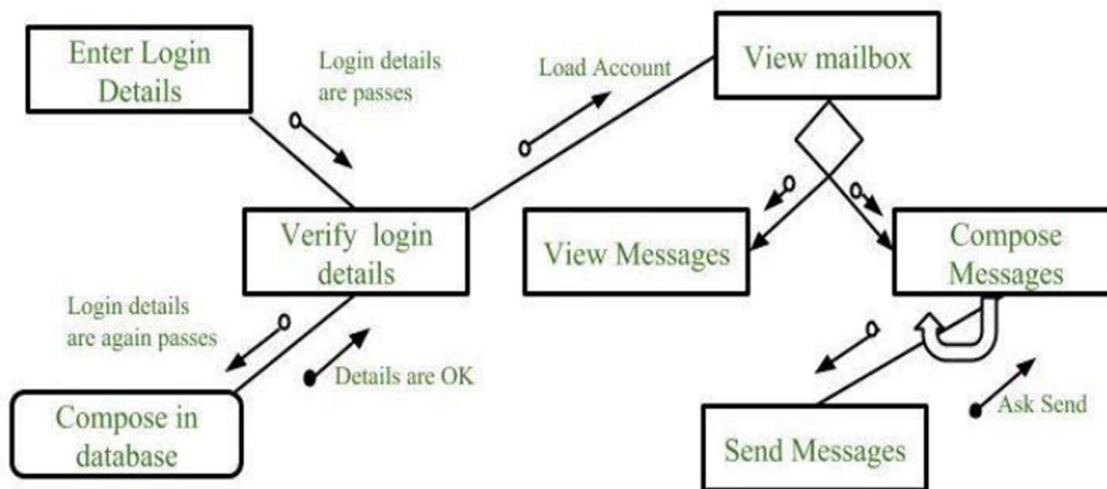 Enter Login
Details
Login details
are passes
Load Account
View mailbox
Verify login
details
View Messages
Compose
Messages
Login details
are again passes
Details are OK
Ask Send
Compose in
database
Send Messages